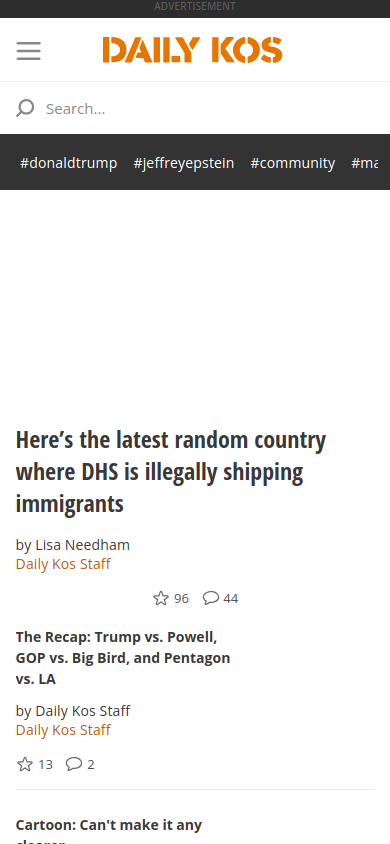 ADVERTISEMENT
DAILY KOS
Search...
#donaldtrump #jeffreyepstein #community #ma
Here's the latest random country
where DHS is illegally shipping
immigrants
by Lisa Needham
Daily Kos Staff
96 44
The Recap: Trump vs. Powell,
GOP vs. Big Bird, and Pentagon
vs. LA
by Daily Kos Staff
Daily Kos Staff
13 2
Cartoon: Can't make it any